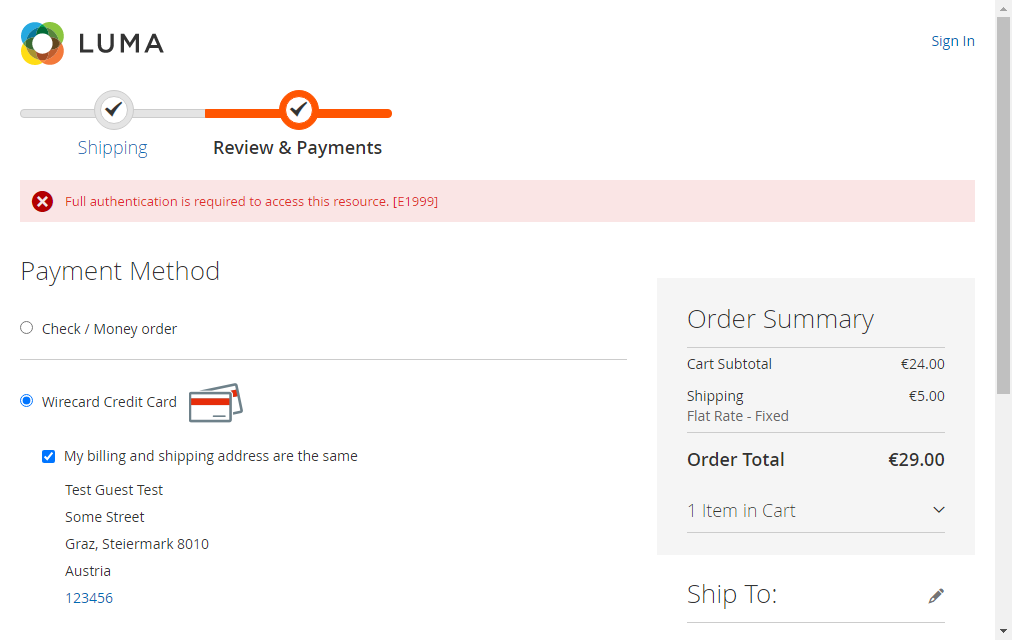 LUMA
Sign In
Shipping
Review & Payments
Full authentication is required to access this resource. [E1999]
Payment Method
Check / Money order
Wirecard Credit Card
My billing and shipping address are the same
Test Guest Test
Some Street
Graz, Steiermark 8010
Austria
123456
Order Summary
Cart Subtotal €24.00
Shipping €5.00
Flat Rate - Fixed
Order Total €29.00
1 Item in Cart
Ship To: